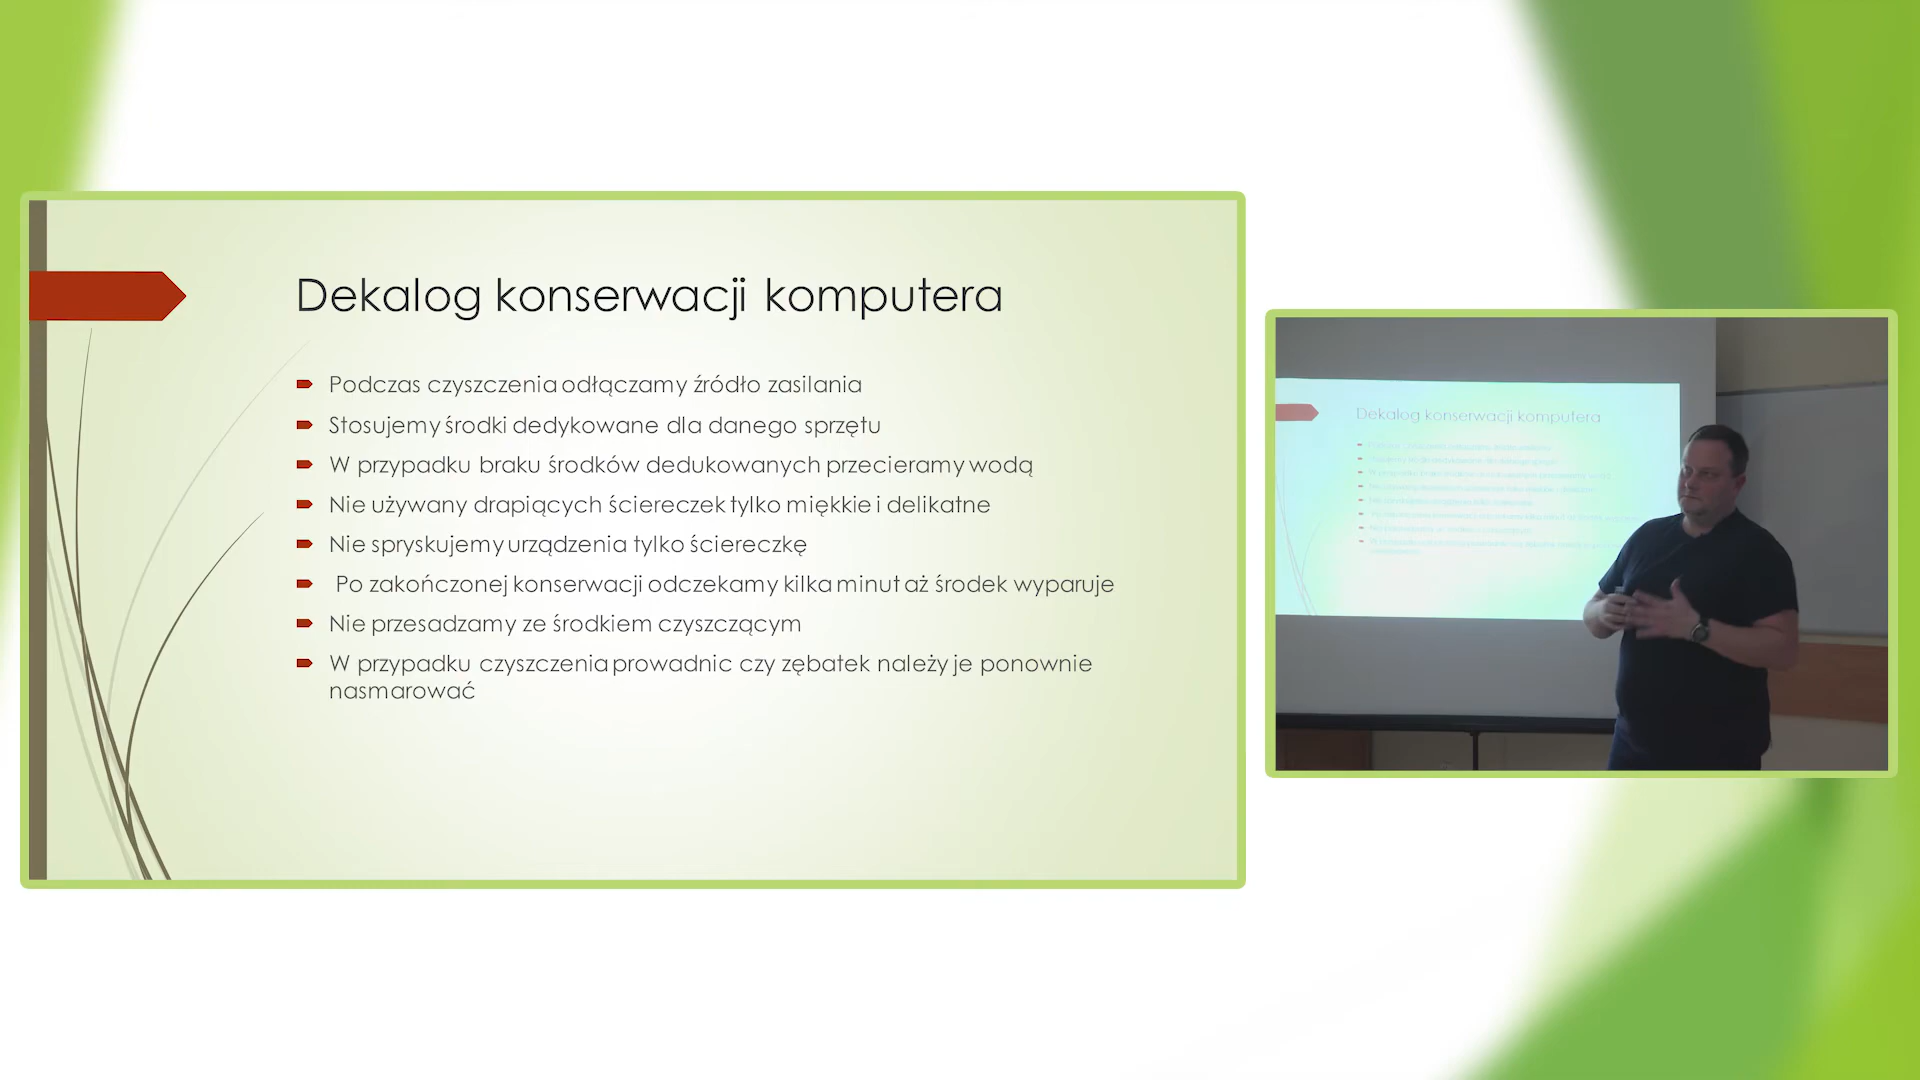 Dekalog konserwacji komputera
Podczas czyszczenia odłączamy źródło zasilania
Stosujemy środki dedykowane dla danego sprzętu
W przypadku braku środków dedukowanych przecieramy wodą
Nie używany drapiących ściereczek tylko miękkie i delikatne
Nie spryskujemy urządzenia tylko ściereczkę
Po zakończonej konserwacji odczekamy kilka minut aż środek wyparuje
Nie przesadzamy ze środkiem czyszczącym
W przypadku czyszczenia prowadnic czy zębatek należy je ponownie
nasmarować
Dekalog konserwacji komputera